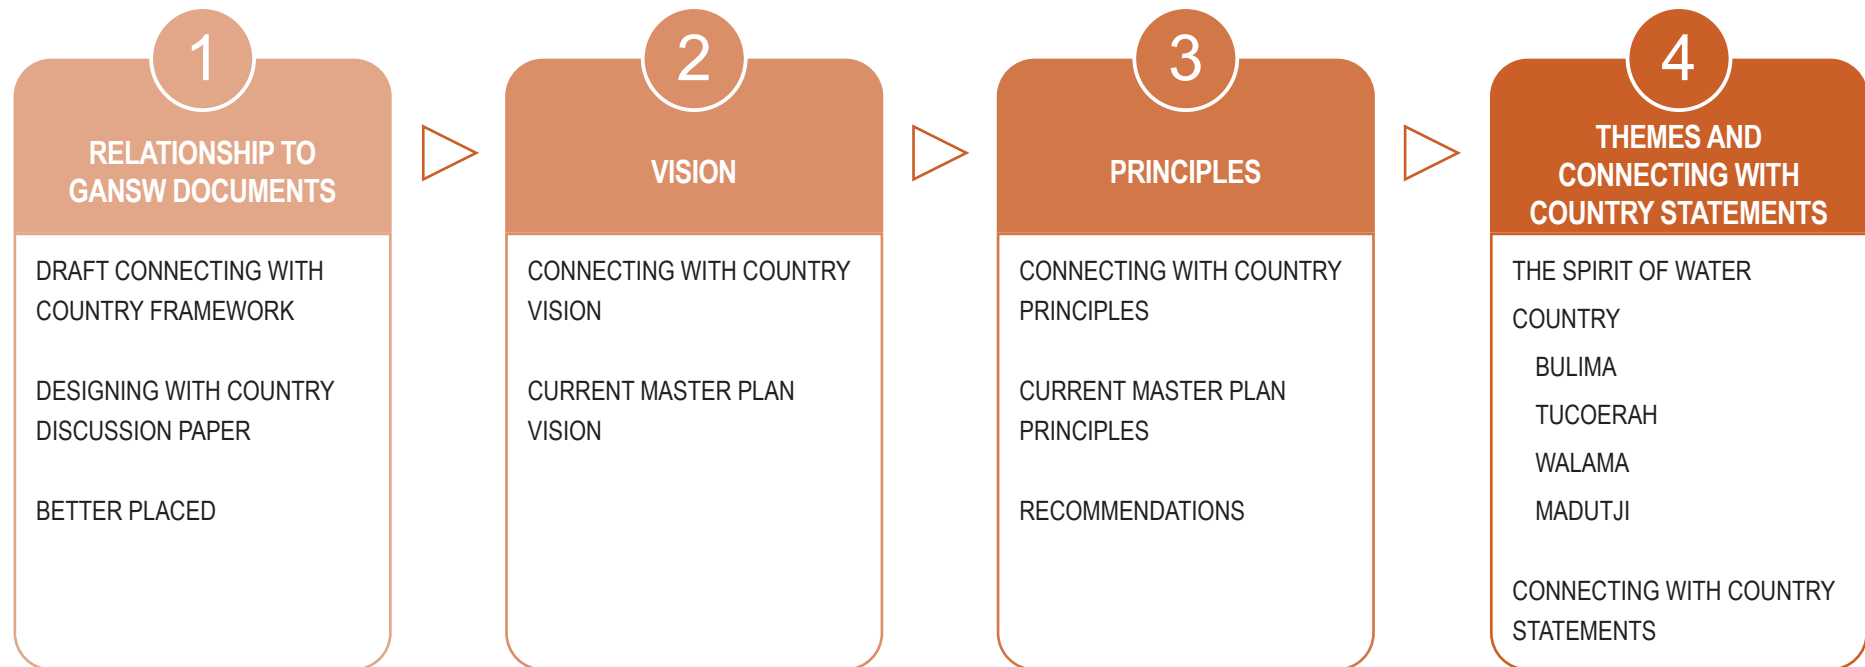 1
RELATIONSHIP TO
GANSW DOCUMENTS
DRAFT CONNECTING WITH
COUNTRY FRAMEWORK
DESIGNING WITH COUNTRY
DISCUSSION PAPER
BETTER PLACED
2
VISION
CONNECTING WITH COUNTRY
VISION
CURRENT MASTER PLAN
VISION
3
PRINCIPLES
CONNECTING WITH COUNTRY
PRINCIPLES
CURRENT MASTER PLAN
PRINCIPLES
RECOMMENDATIONS
4
THEMES AND
CONNECTING WITH
COUNTRY STATEMENTS
THE SPIRIT OF WATER
COUNTRY
BULIMA
TUCOERAH
WALAMA
MADUTJI
CONNECTING WITH COUNTRY
STATEMENTS